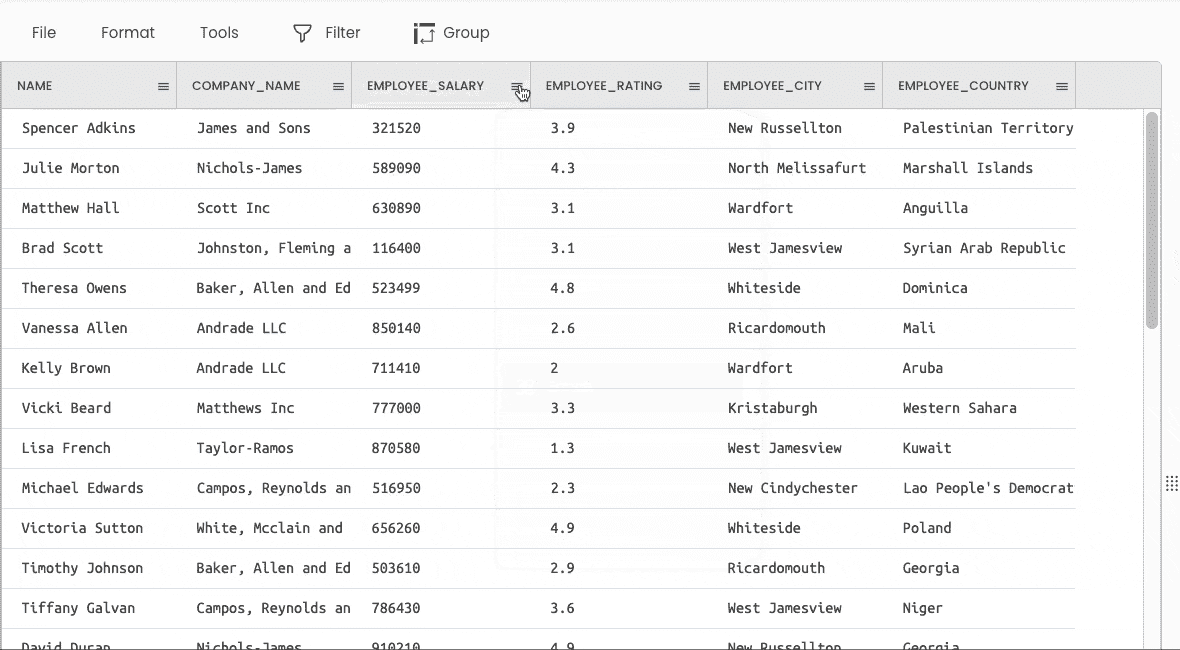 File Format Tools Filter Group
NAME COMPANY_NAME EMPLOYEE_SALARY EMPLOYEE_RATING EMPLOYEE_CITY EMPLOYEE_COUNTRY
Spencer Adkins James and Sons 321520 3.9 New Russellton Palestinian Territory
Julie Morton Nichols-James 589090 4.3 North Melissafurt Marshall Islands
Matthew Hall Scott Inc 630890 3.1 Wardfort Anguilla
Brad Scott Johnston, Fleming a 116400 3.1 West Jamesview Syrian Arab Republic
Theresa Owens Baker, Allen and Ed 523499 4.8 Whiteside Dominica
Vanessa Allen Andrade LLC 850140 2.6 Ricardomouth Mali
Kelly Brown Andrade LLC 711410 2 Wardfort Aruba
Vicki Beard Matthews Inc 777000 3.3 Kristaburgh Western Sahara
Lisa French Taylor-Ramos 870580 1.3 West Jamesview Kuwait
Michael Edwards Campos, Reynolds an 516950 2.3 New Cindychester Lao People's Democrat
Victoria Sutton White, Mcclain and 656260 4.9 Whiteside Poland
Timothy Johnson Baker, Allen and Ed 503610 2.9 Ricardomouth Georgia
Tiffany Galvan Campos, Reynolds an 786430 3.6 West Jamesview Niger
David Duran Nichols-James 910210 4.9 New Russellton Georgia